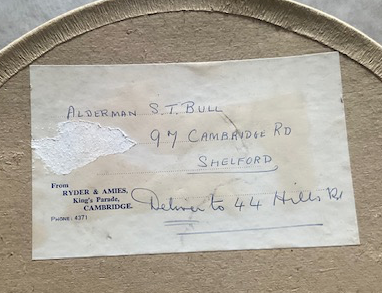 ALDERMAN S.T. BULL
97 CAMBRIDGE RD
SHELFORD
From
RYDER & AMIES,
King's Parade,
CAMBRIDGE.
PHONE: 4371
Deliver to 44 Hills Rd